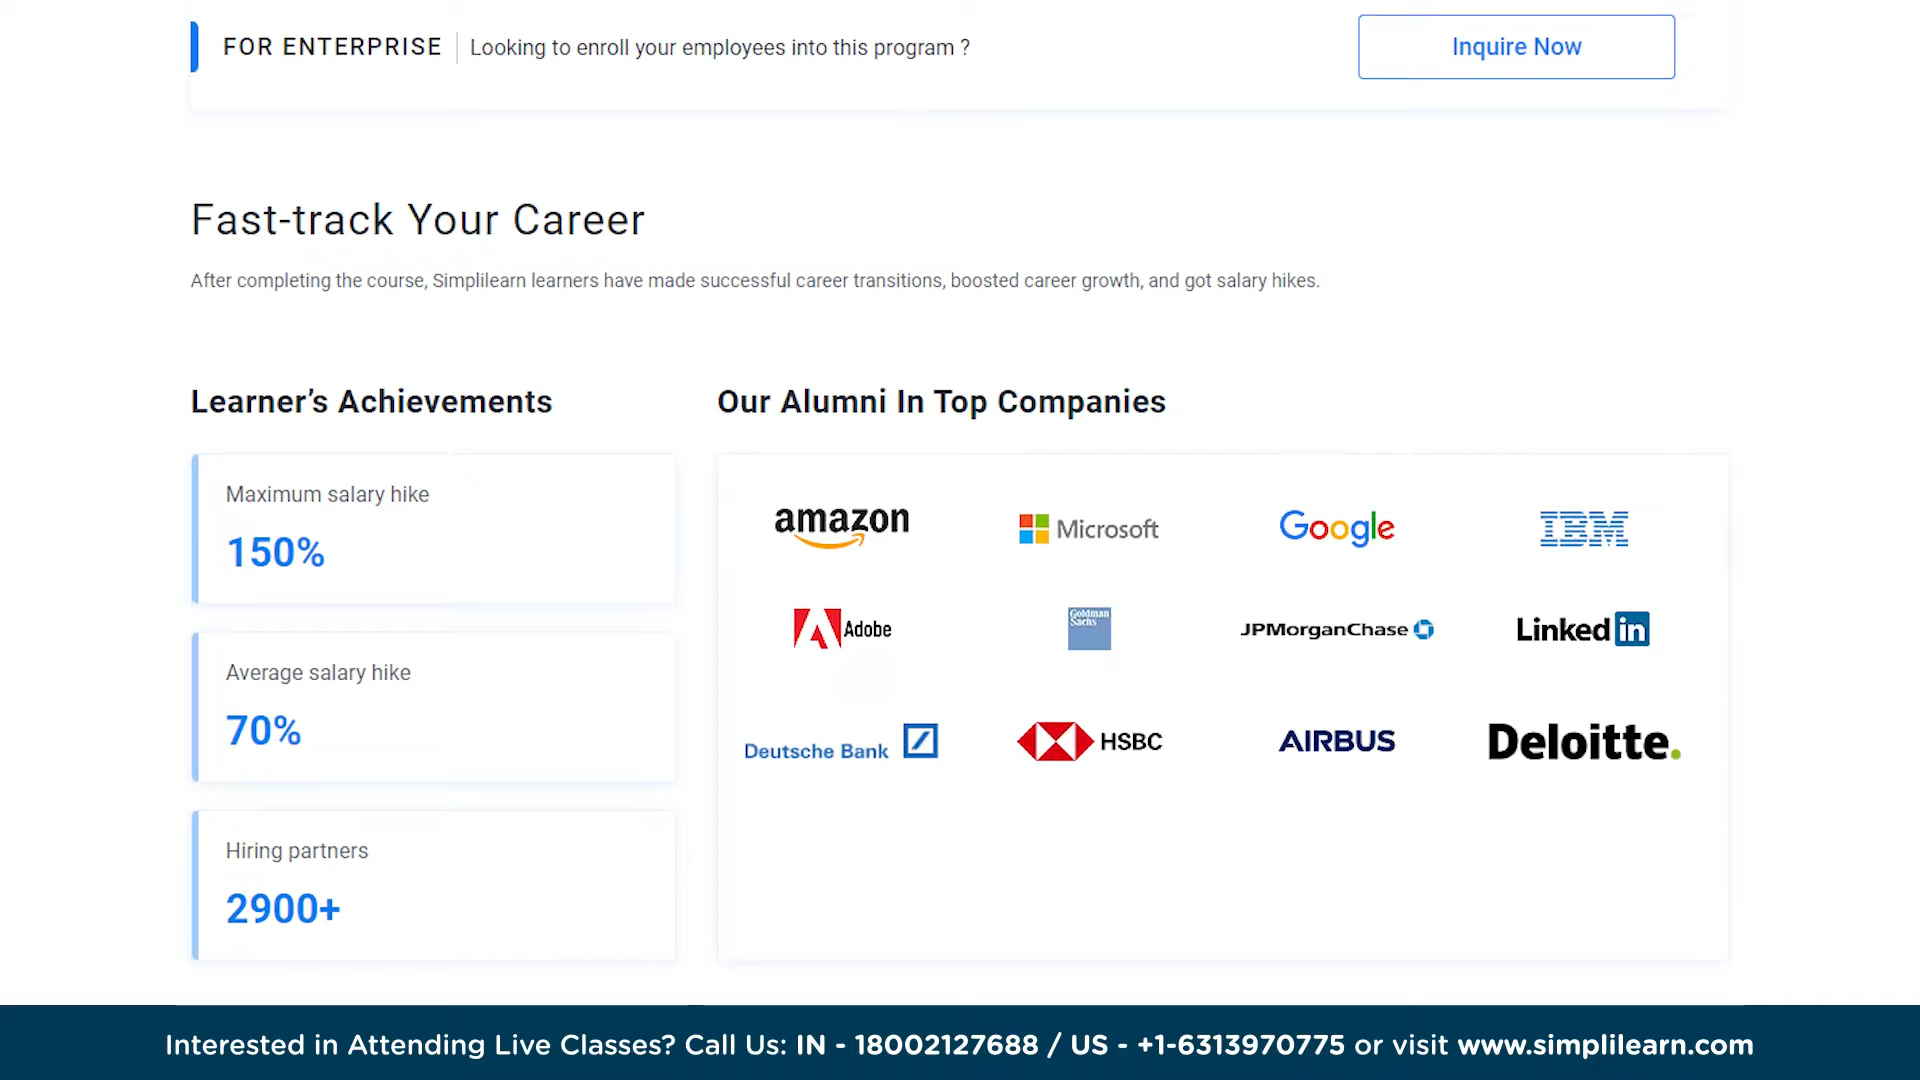 FOR ENTERPRISE Looking to enroll your employees into this program ?
Inquire Now
Fast-track Your Career
After completing the course, Simplilearn learners have made successful career transitions, boosted career growth, and got salary hikes.
Learner’s Achievements
Maximum salary hike
150%
Average salary hike
70%
Hiring partners
2900+
Our Alumni In Top Companies
amazon Microsoft Google IBM
Adobe Goldman Sachs JPMorganChase Linked in
Deutsche Bank HSBC AIRBUS Deloitte.
Interested in Attending Live Classes? Call Us: IN - 18002127688 / US - +1-6313970775 or visit www.simplilearn.com